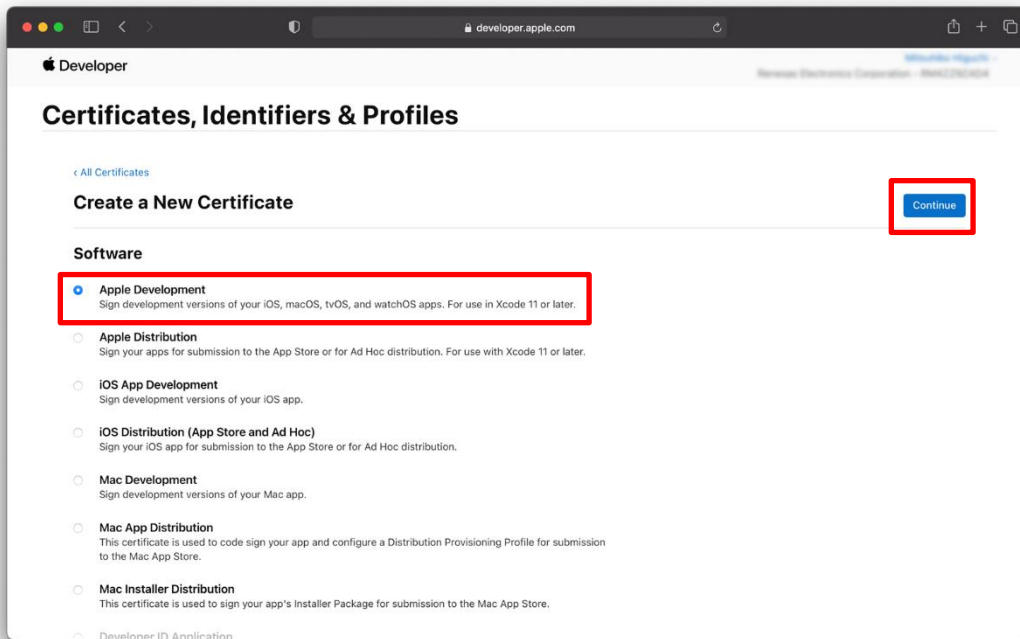 developer.apple.com
Developer
Certificates, Identifiers & Profiles
‹ All Certificates
Create a New Certificate
Continue
Software
Apple Development
Sign development versions of your iOS, macOS, tvOS, and watchOS apps. For use in Xcode 11 or later.
Apple Distribution
Sign your apps for submission to the App Store or for Ad Hoc distribution. For use with Xcode 11 or later.
iOS App Development
Sign development versions of your iOS app.
iOS Distribution (App Store and Ad Hoc)
Sign your iOS app for submission to the App Store or for Ad Hoc distribution.
Mac Development
Sign development versions of your Mac app.
Mac App Distribution
This certificate is used to code sign your app and configure a Distribution Provisioning Profile for submission
to the Mac App Store.
Mac Installer Distribution
This certificate is used to sign your app's Installer Package for submission to the Mac App Store.
Developer ID Application